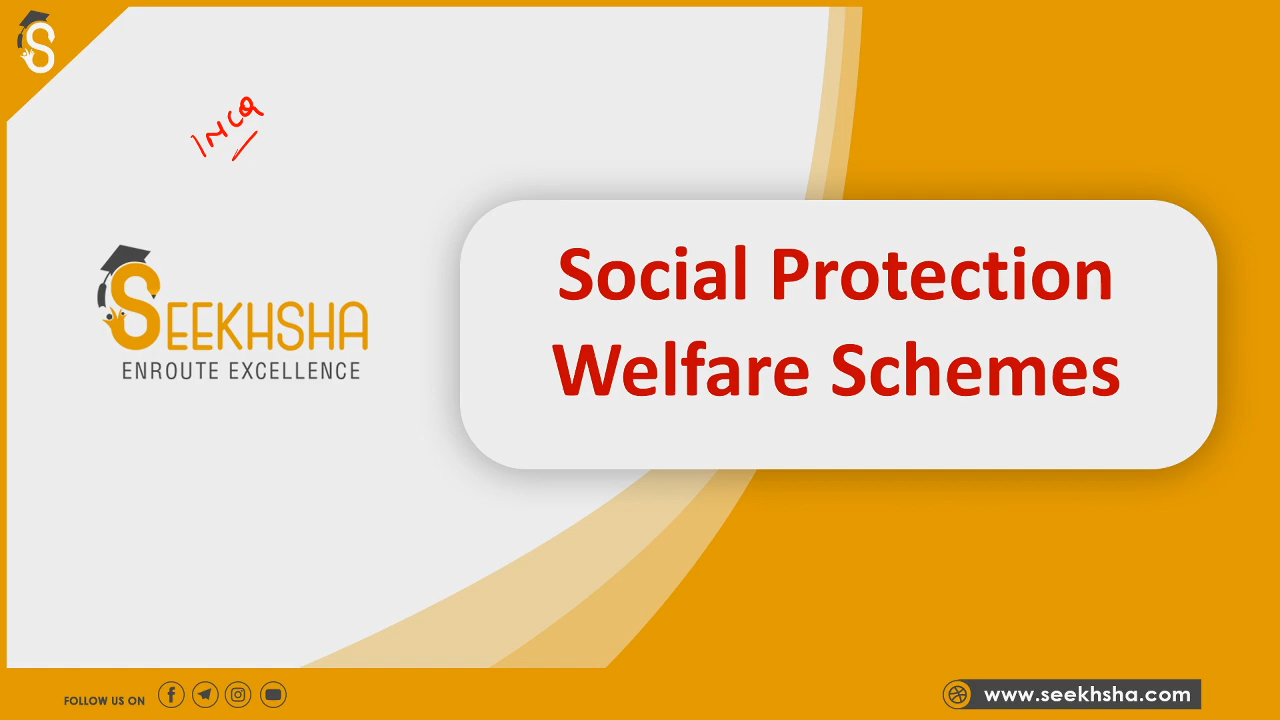 1 MCQ
SEEKHSHA
ENROUTE EXCELLENCE
Social Protection
Welfare Schemes
FOLLOW US ON
www.seekhsha.com